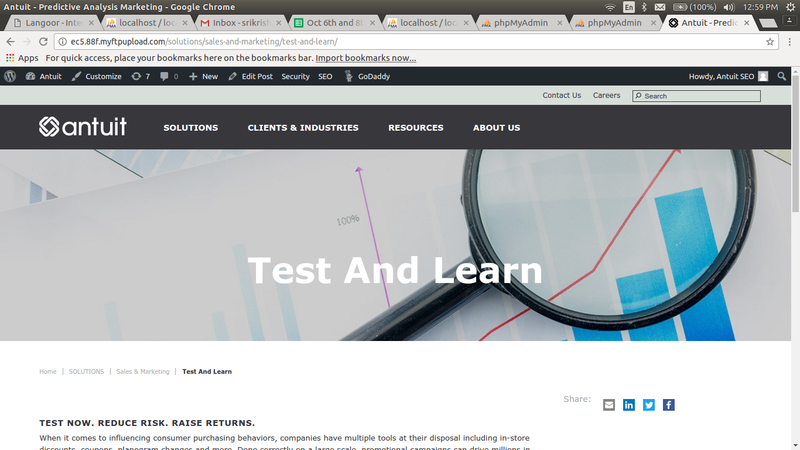 Antuit - Predictive Analysis Marketing - Google Chrome
En (100%) 12:59 PM
Langoor - Inter
localhost / local
Inbox - srikrish
Oct 6th and 8t
localhost / loca
phpMyAdmin
phpMyAdmin
Antuit - Predic
ec5.88f.myftpupload.com/solutions/sales-and-marketing/test-and-learn/
Apps For quick access, place your bookmarks here on the bookmarks bar. Import bookmarks now...
Antuit Customize 7 0 + New Edit Post Security SEO GoDaddy Howdy, Antuit SEO
Contact Us Careers Search
antuit SOLUTIONS CLIENTS & INDUSTRIES RESOURCES ABOUT US
100%
Test And Learn
Home | SOLUTIONS | Sales & Marketing | Test And Learn
Share:
TEST NOW. REDUCE RISK. RAISE RETURNS.
When it comes to influencing consumer purchasing behaviors, companies have multiple tools at their disposal including in-store
discounts, coupons, planogram changes and more. Done correctly on a large scale, promotional campaigns can drive millions in